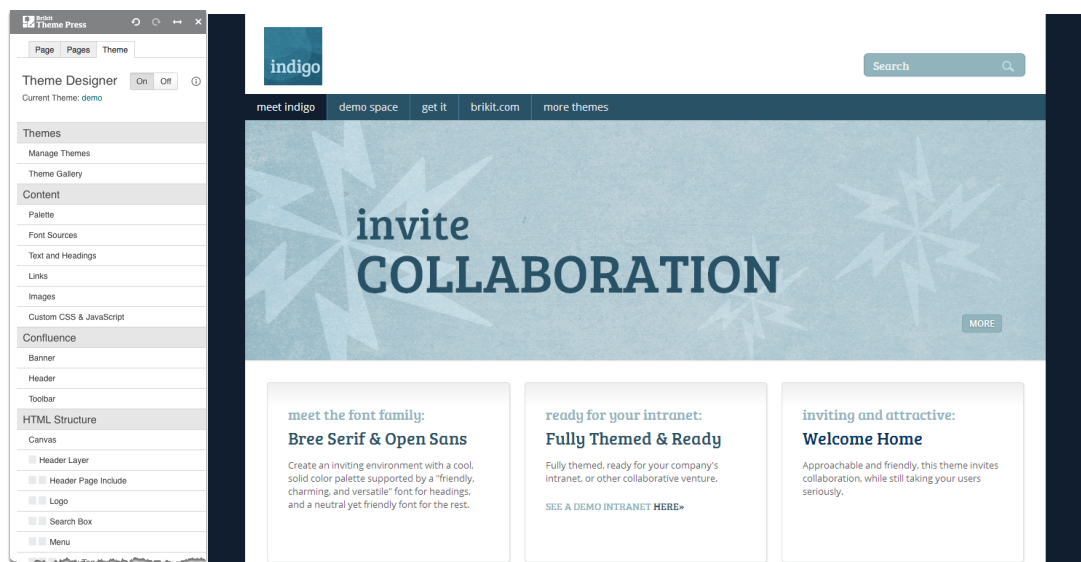 Brikit
Theme Press
Page Pages Theme
Theme Designer On Off
Current Theme: demo
Themes
Manage Themes
Theme Gallery
Content
Palette
Font Sources
Text and Headings
Links
Images
Custom CSS & JavaScript
Confluence
Banner
Header
Toolbar
HTML Structure
Canvas
Header Layer
Header Page Include
Logo
Search Box
Menu
indigo
Search
meet indigo demo space get it brikit.com more themes
invite
COLLABORATION
MORE
meet the font family:
Bree Serif & Open Sans
Create an inviting environment with a cool,
solid color palette supported by a "friendly,
charming, and versatile" font for headings,
and a neutral yet friendly font for the rest.
ready for your intranet:
Fully Themed & Ready
Fully themed, ready for your company's
intranet, or other collaborative venture.
SEE A DEMO INTRANET HERE»
inviting and attractive:
Welcome Home
Approachable and friendly, this theme invites
collaboration, while still taking your users
seriously.